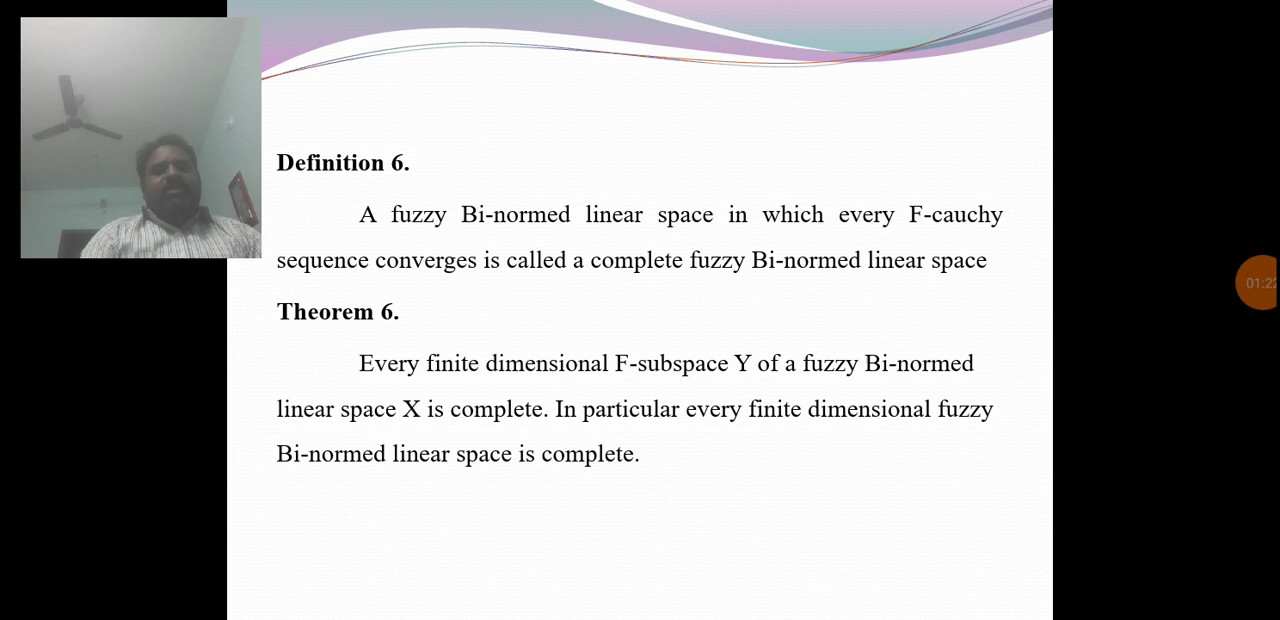 Definition 6.
A fuzzy Bi-normed linear space in which every F-cauchy
sequence converges is called a complete fuzzy Bi-normed linear space
Theorem 6.
Every finite dimensional F-subspace Y of a fuzzy Bi-normed
linear space X is complete. In particular every finite dimensional fuzzy
Bi-normed linear space is complete.
01:22